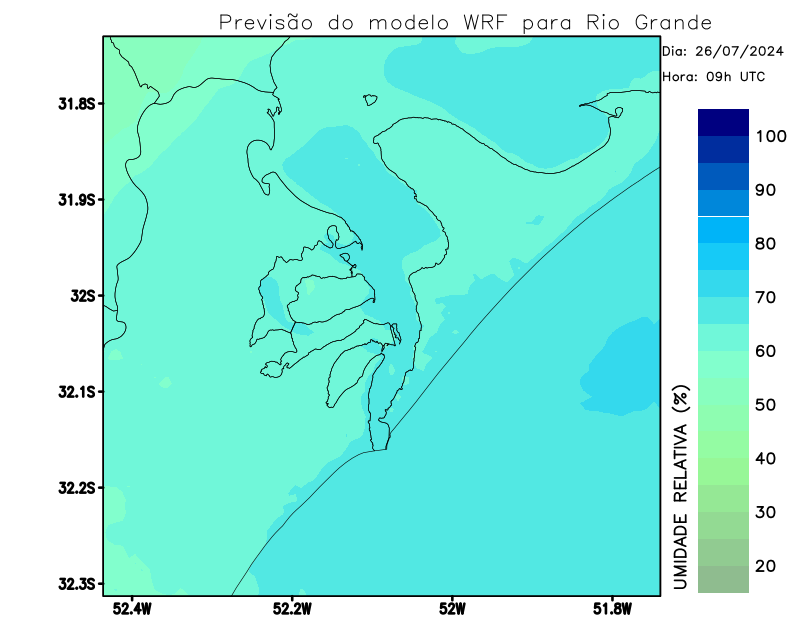 Previsão do modelo WRF para Rio Grande
Dia: 26/07/2024
Hora: 09h UTC
31.8S
31.9S
32S
32.1S
32.2S
32.3S
52.4W
52.2W
52W
51.8W
UMIDADE RELATIVA (%)
100
90
80
70
60
50
40
30
20